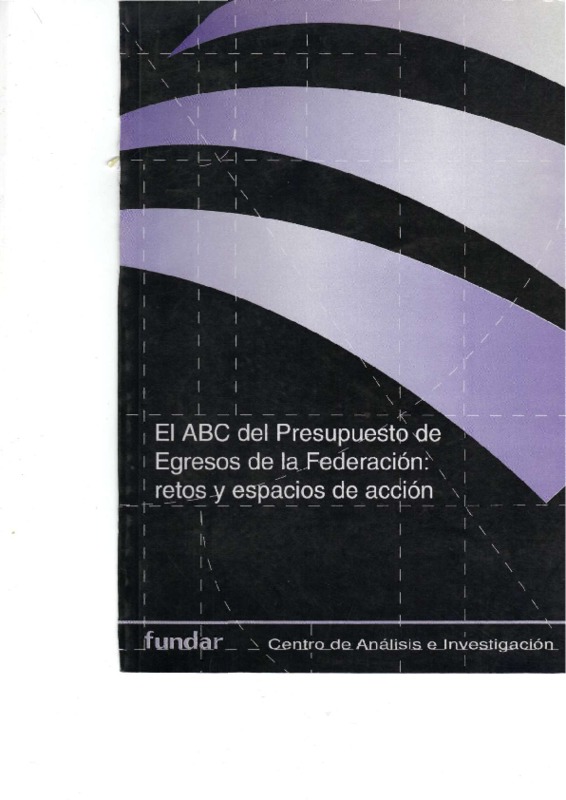 El ABC del Presupuesto de
Egresos de la Federación:
retos y espacios de acción
fundar Centro de Análisis e Investigación